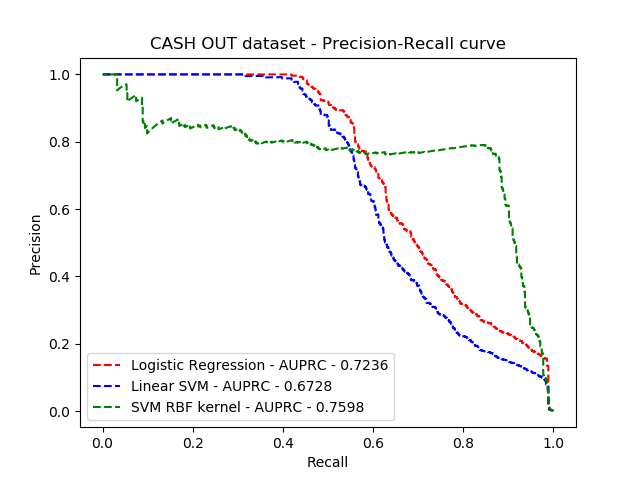 CASH OUT dataset - Precision-Recall curve
1.0
0.8
0.6
0.4
0.2
0.0
Precision
Logistic Regression - AUPRC - 0.7236
Linear SVM - AUPRC - 0.6728
SVM RBF kernel - AUPRC - 0.7598
0.0 0.2 0.4 0.6 0.8 1.0
Recall